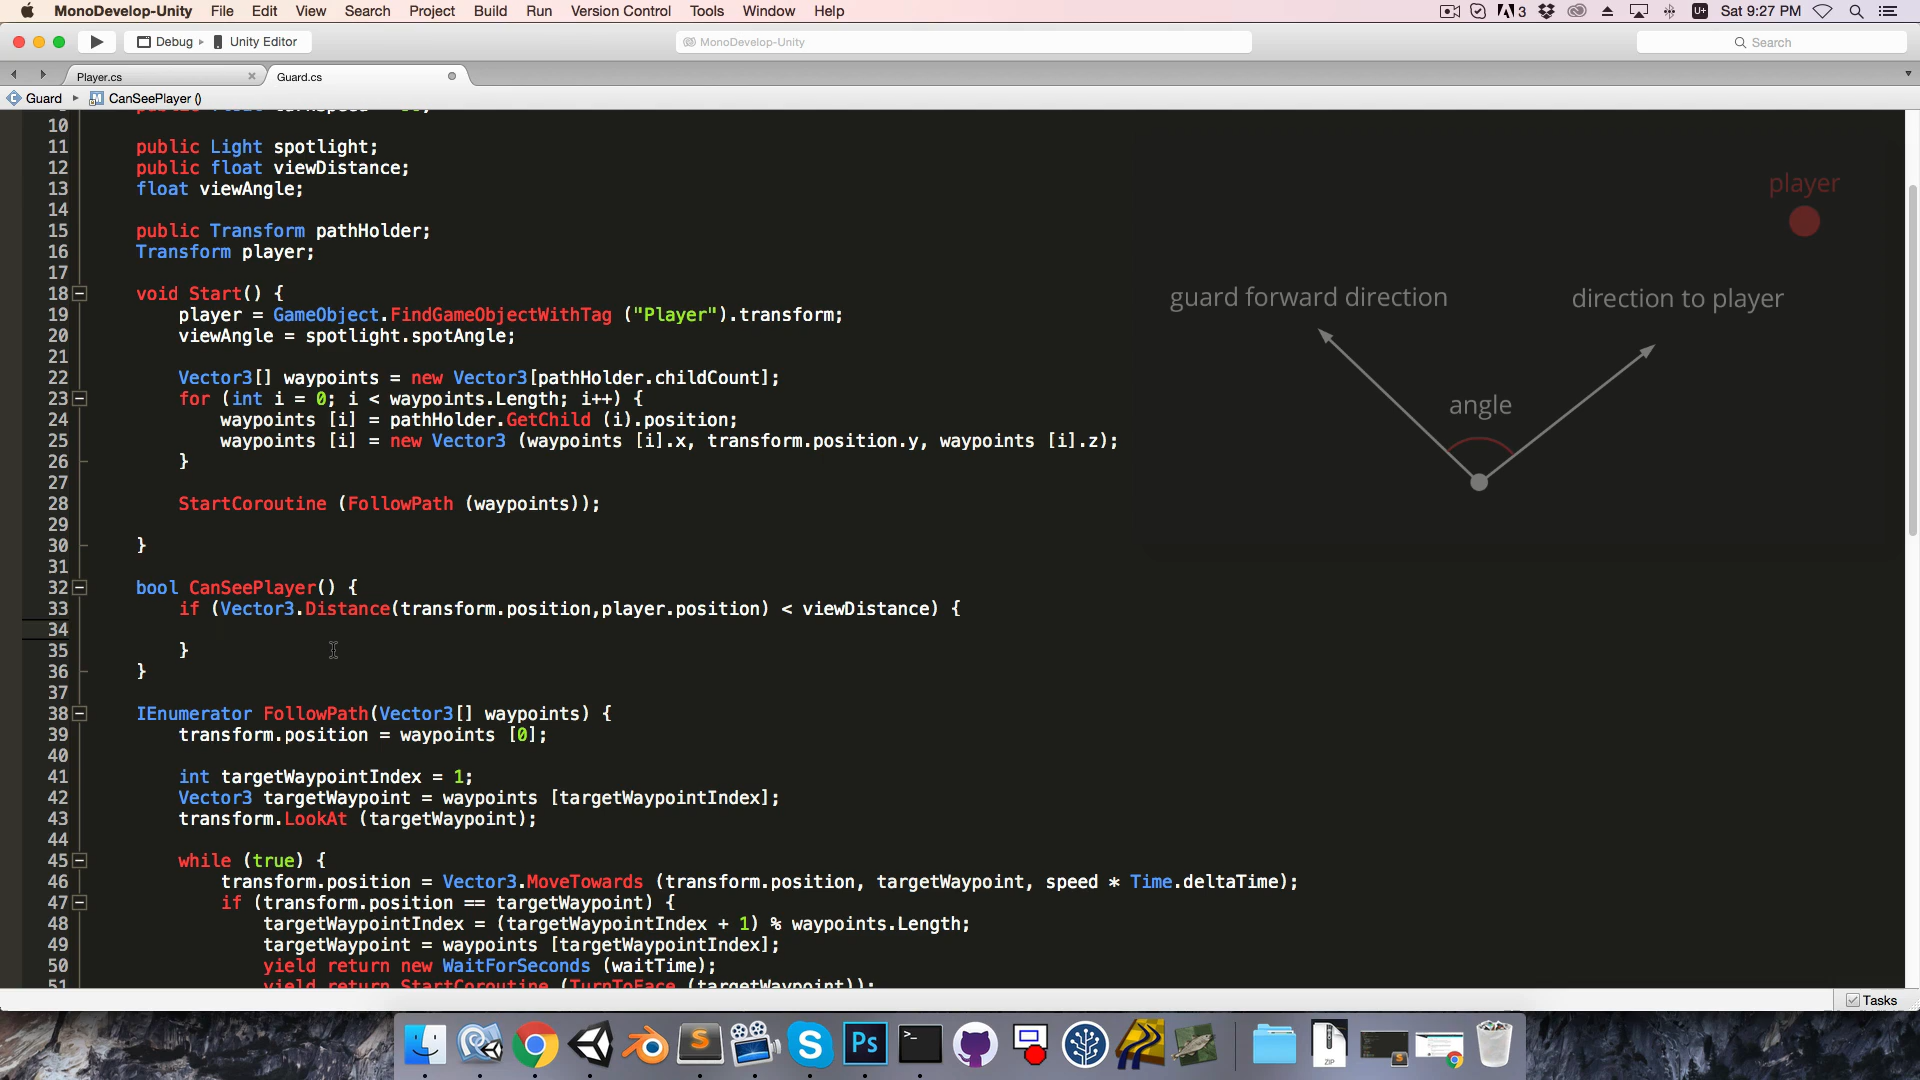 MonoDevelop-Unity File Edit View Search Project Build Run Version Control Tools Window Help 3 U+ Sat 9:27 PM
Debug Unity Editor MonoDevelop-Unity Search
Player.cs Guard.cs
Guard CanSeePlayer ()
10
11 public Light spotlight;
12 public float viewDistance;
13 float viewAngle;
14
15 public Transform pathHolder;
16 Transform player;
17
18 void Start() {
19 player = GameObject.FindGameObjectWithTag ("Player").transform;
20 viewAngle = spotlight.spotAngle;
21
22 Vector3[] waypoints = new Vector3[pathHolder.childCount];
23 for (int i = 0; i < waypoints.Length; i++) {
24 waypoints [i] = pathHolder.GetChild (i).position;
25 waypoints [i] = new Vector3 (waypoints [i].x, transform.position.y, waypoints [i].z);
26 }
27
28 StartCoroutine (FollowPath (waypoints));
29
30 }
31
32 bool CanSeePlayer() {
33 if (Vector3.Distance(transform.position,player.position) < viewDistance) {
34
35 }
36 }
37
38 IEnumerator FollowPath(Vector3[] waypoints) {
39 transform.position = waypoints [0];
40
41 int targetWaypointIndex = 1;
42 Vector3 targetWaypoint = waypoints [targetWaypointIndex];
43 transform.LookAt (targetWaypoint);
44
45 while (true) {
46 transform.position = Vector3.MoveTowards (transform.position, targetWaypoint, speed * Time.deltaTime);
47 if (transform.position == targetWaypoint) {
48 targetWaypointIndex = (targetWaypointIndex + 1) % waypoints.Length;
49 targetWaypoint = waypoints [targetWaypointIndex];
50 yield return new WaitForSeconds (waitTime);
51 yield return StartCoroutine (TurnToFace (targetWaypoint));
player
guard forward direction
direction to player
angle
Tasks
S
S
Ps
>_
ZIP
S